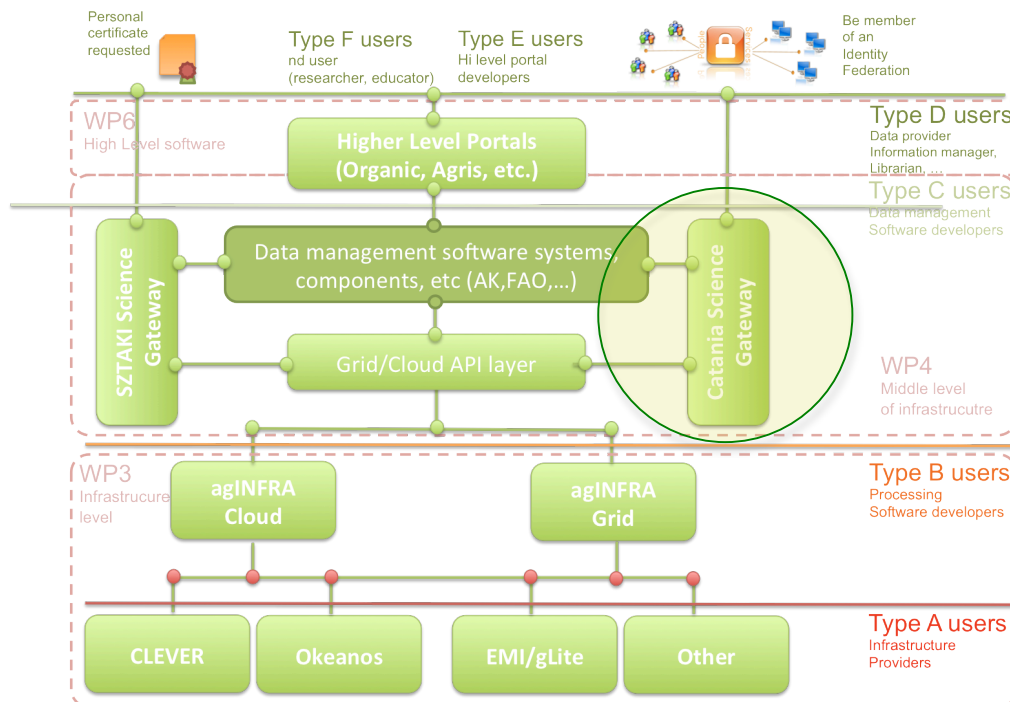 Personal
certificate
requested
Type F users
nd user
(researcher, educator)
Type E users
Hi level portal
developers
People
Services
Be member
of an
Identity
Federation
WP6
High Level software
Higher Level Portals
(Organic, Agris, etc.)
Type D users
Data provider
Information manager,
Librarian, ...
Type C users
Data management
Software developers
SZTAKI Science
Gateway
Data management software systems,
components, etc (AK,FAO,...)
Catania Science
Gateway
Grid/Cloud API layer
WP4
Middle level
of infrastrucutre
WP3
Infrastrucure
level
agINFRA
Cloud
agINFRA
Grid
Type B users
Processing
Software developers
CLEVER
Okeanos
EMI/gLite
Other
Type A users
Infrastructure
Providers